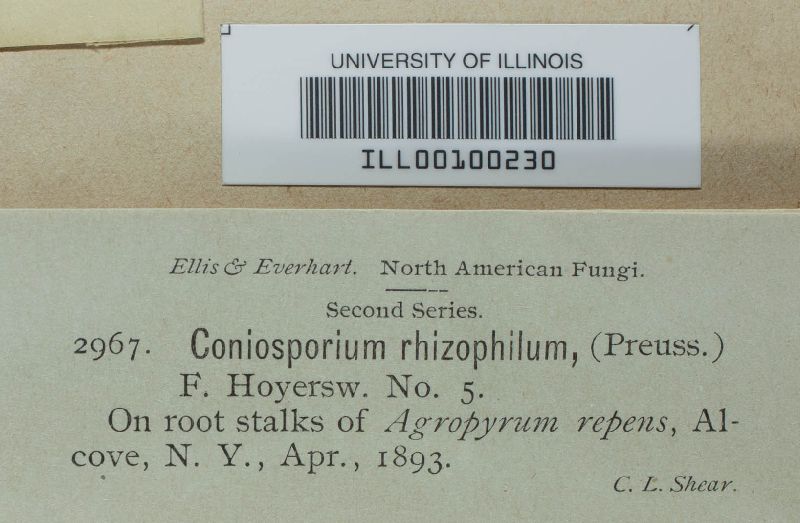 UNIVERSITY OF ILLINOIS
ILL00100230
Ellis & Everhart. North American Fungi.
Second Series.
2967. Coniosporium rhizophilum, (Preuss.)
F. Hoyersw. No. 5.
On root stalks of Agropyrum repens, Al-
cove, N. Y., Apr., 1893.
C. L. Shear.